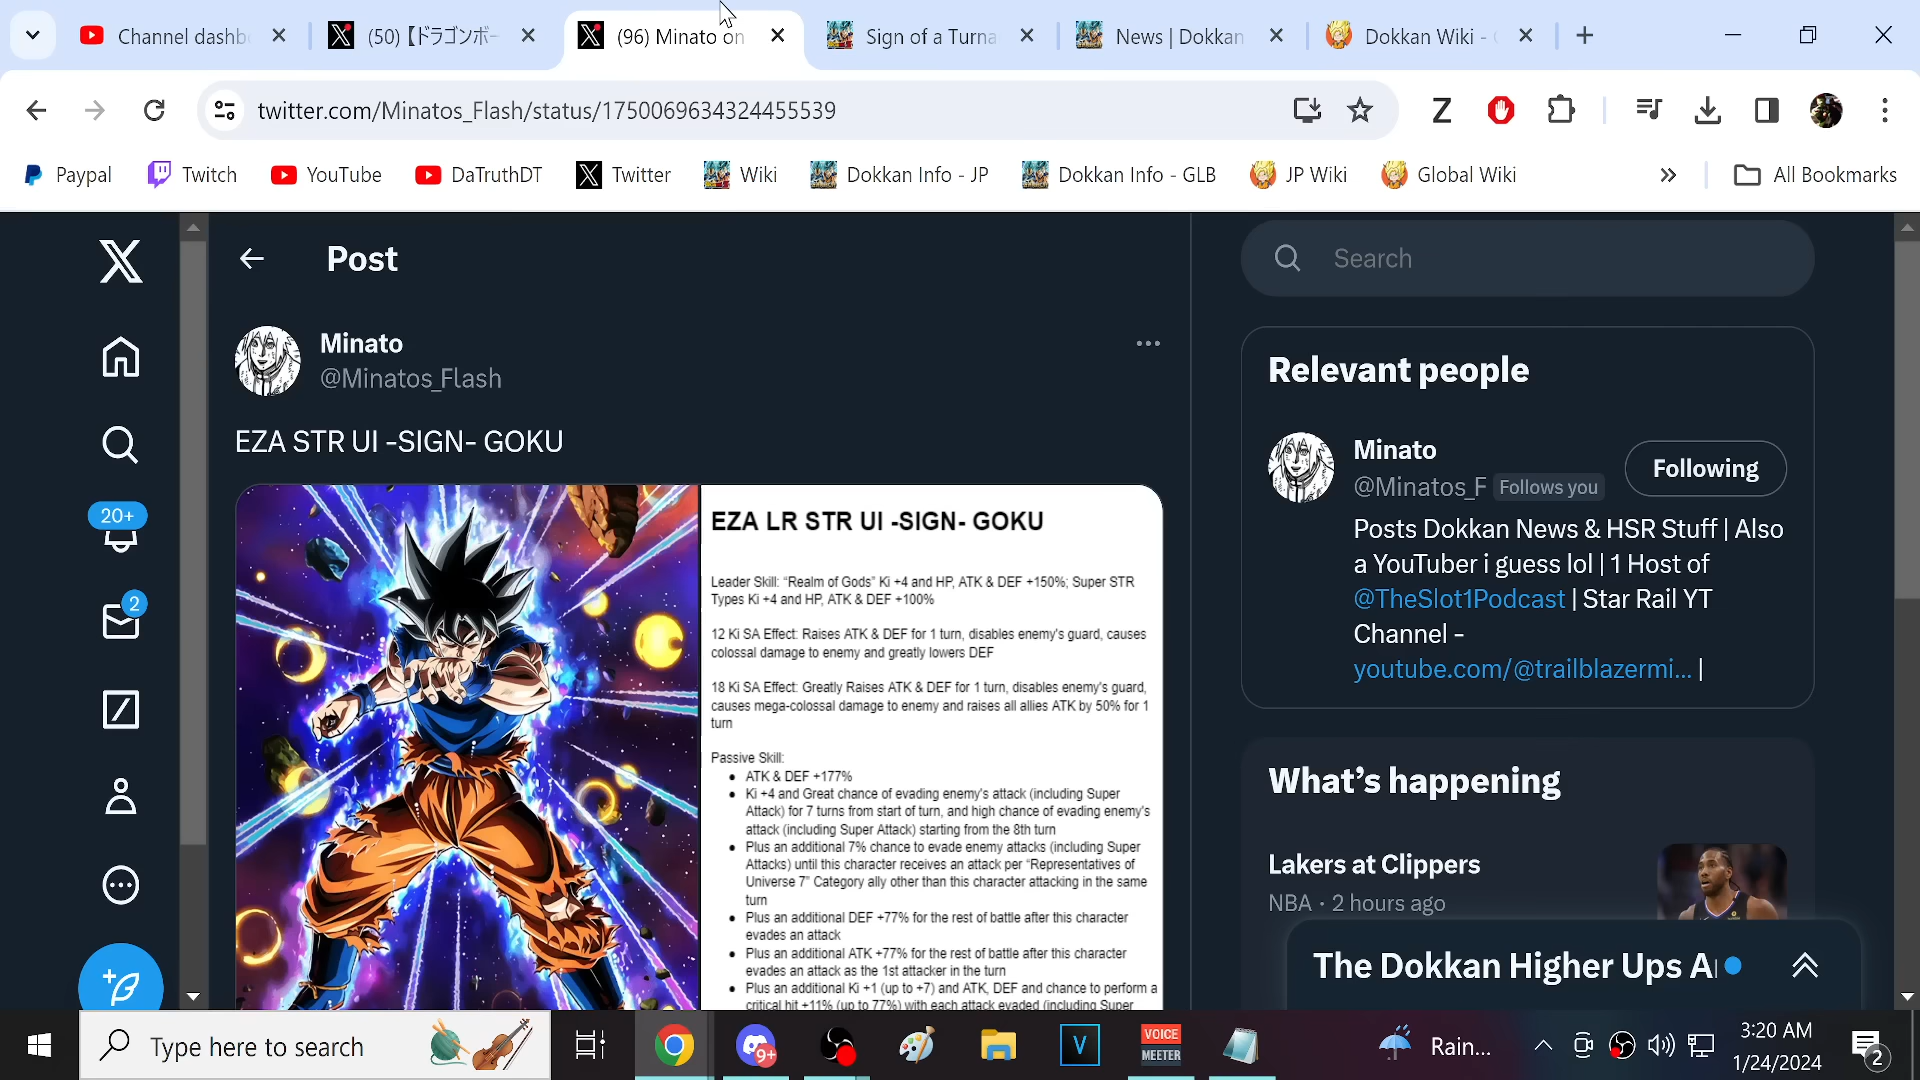 Channel dashb
(50) 【ドラゴンボー
(96) Minato on
Sign of a Turna
News | Dokkan
Dokkan Wiki -
twitter.com/Minatos_Flash/status/1750069634324455539
Z
Paypal
Twitch
YouTube
DaTruthDT
Twitter
Wiki
Dokkan Info - JP
Dokkan Info - GLB
JP Wiki
Global Wiki
»
All Bookmarks
Post
Search
Minato
@Minatos_Flash
EZA STR UI -SIGN- GOKU
20+
2
EZA LR STR UI -SIGN- GOKU
Leader Skill: "Realm of Gods" Ki +4 and HP, ATK & DEF +150%; Super STR
Types Ki +4 and HP, ATK & DEF +100%
12 Ki SA Effect: Raises ATK & DEF for 1 turn, disables enemy's guard, causes
colossal damage to enemy and greatly lowers DEF
18 Ki SA Effect: Greatly Raises ATK & DEF for 1 turn, disables enemy's guard,
causes mega-colossal damage to enemy and raises all allies ATK by 50% for 1
turn
Passive Skill:
● ATK & DEF +177%
● Ki +4 and Great chance of evading enemy's attack (including Super
Attack) for 7 turns from start of turn, and high chance of evading enemy's
attack (including Super Attack) starting from the 8th turn
● Plus an additional 7% chance to evade enemy attacks (including Super
Attacks) until this character receives an attack per "Representatives of
Universe 7" Category ally other than this character attacking in the same
turn
● Plus an additional DEF +77% for the rest of battle after this character
evades an attack
● Plus an additional ATK +77% for the rest of battle after this character
evades an attack as the 1st attacker in the turn
● Plus an additional Ki +1 (up to +7) and ATK, DEF and chance to perform a
critical hit +11% (up to 77%) with each attack evaded (including Super
Relevant people
Minato
@Minatos_F Follows you
Following
Posts Dokkan News & HSR Stuff | Also
a YouTuber i guess lol | 1 Host of
@TheSlot1Podcast | Star Rail YT
Channel -
youtube.com/@trailblazermi... |
What's happening
Lakers at Clippers
NBA · 2 hours ago
The Dokkan Higher Ups A
Type here to search
9+
V
VOICE
MEETER
Rain...
3:20 AM
1/24/2024
2